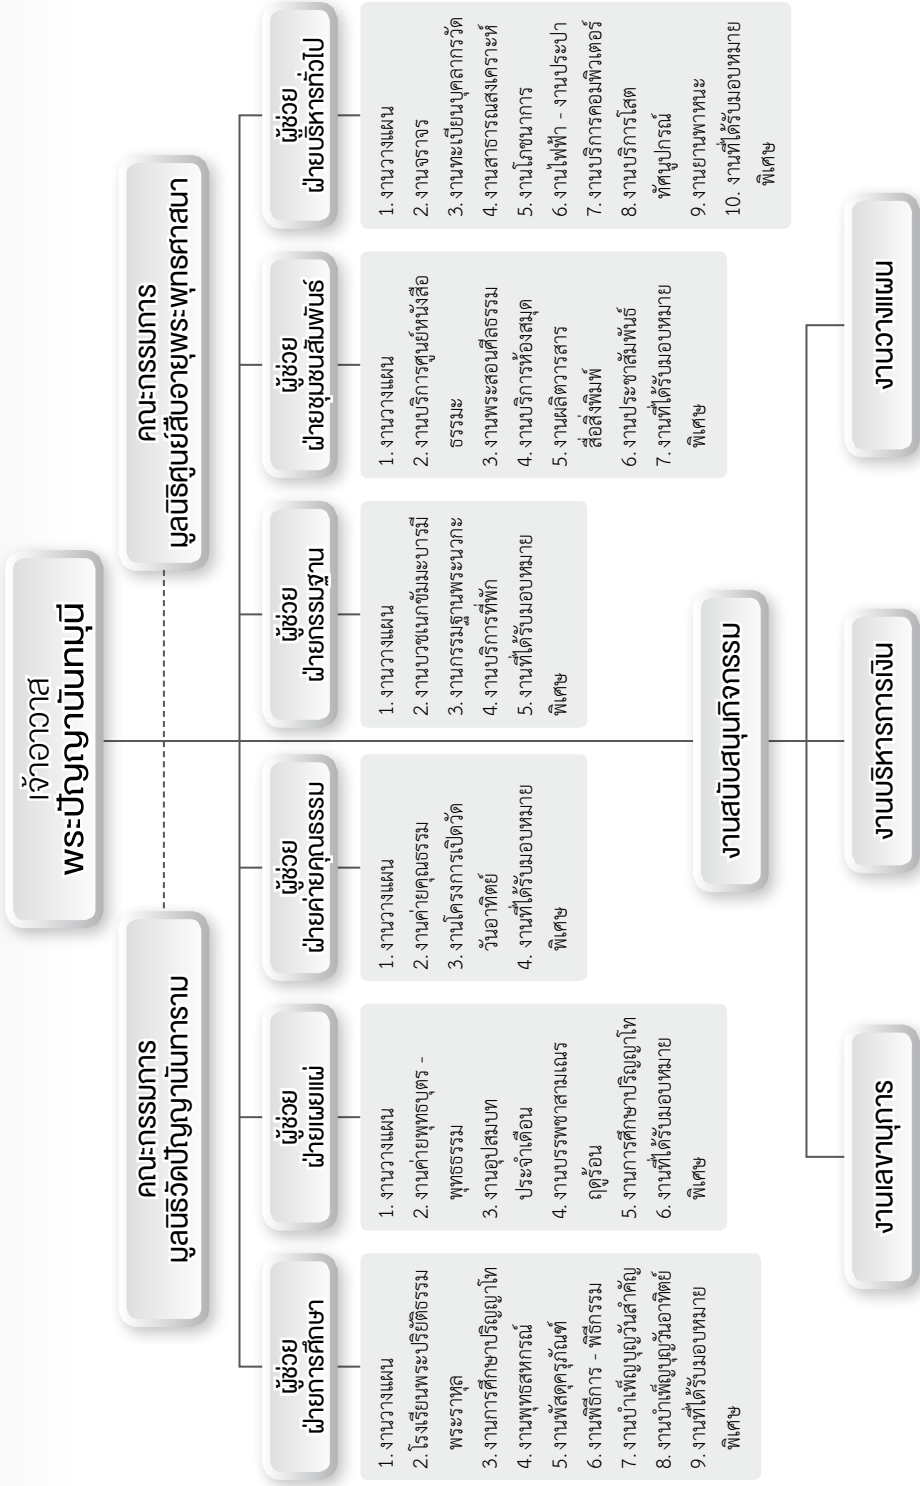 เจ้าอาวาส
พระปัญญานันทมุนี
คณะกรรมการ
มูลนิธิวัดปัญญานันทาราม
คณะกรรมการ
มูลนิธิศูนย์สืบอายุพระพุทธศาสนา
ผู้ช่วย
ฝ่ายการศึกษา
1. งานวางแผน
2. โรงเรียนพระปริยัติธรรม
พระราหุล
3. งานการศึกษาปริญญาโท
4. งานพุทธสหกรณ์
5. งานพัสดุครุภัณฑ์
6. งานพิธีการ - พิธีกรรม
7. งานบำเพ็ญบุญวันสำคัญ
8. งานบำเพ็ญบุญวันอาทิตย์
9. งานที่ได้รับมอบหมาย
พิเศษ
ผู้ช่วย
ฝ่ายเผยแผ่
1. งานวางแผน
2. งานค่ายพุทธบุตร -
พุทธธรรม
3. งานอุปสมบท
ประจำเดือน
4. งานบรรพชาสามเณร
ฤดูร้อน
5. งานการศึกษาปริญญาโท
6. งานที่ได้รับมอบหมาย
พิเศษ
ผู้ช่วย
ฝ่ายค่ายคุณธรรม
1. งานวางแผน
2. งานค่ายคุณธรรม
3. งานโครงการเปิดวัด
วันอาทิตย์
4. งานที่ได้รับมอบหมาย
พิเศษ
ผู้ช่วย
ฝ่ายกรรมฐาน
1. งานวางแผน
2. งานบวชเนกขัมมะบารมี
3. งานกรรมฐานพระนวกะ
4. งานบริการที่พัก
5. งานที่ได้รับมอบหมาย
พิเศษ
ผู้ช่วย
ฝ่ายชุมชนสัมพันธ์
1. งานวางแผน
2. งานบริการศูนย์หนังสือ
ธรรมะ
3. งานพระสอนศีลธรรม
4. งานบริการห้องสมุด
5. งานผลิตวารสาร
สื่อสิ่งพิมพ์
6. งานประชาสัมพันธ์
7. งานที่ได้รับมอบหมาย
พิเศษ
ผู้ช่วย
ฝ่ายบริหารทั่วไป
1. งานวางแผน
2. งานจราจร
3. งานทะเบียนบุคลากรวัด
4. งานสาธารณสงเคราะห์
5. งานโภชนาการ
6. งานไฟฟ้า - งานประปา
7. งานบริการคอมพิวเตอร์
8. งานบริการโสต
ทัศนูปกรณ์
9. งานยานพาหนะ
10. งานที่ได้รับมอบหมาย
พิเศษ
งานสนับสนุนกิจกรรม
งานเลขานุการ
งานบริหารการเงิน
งานวางแผน